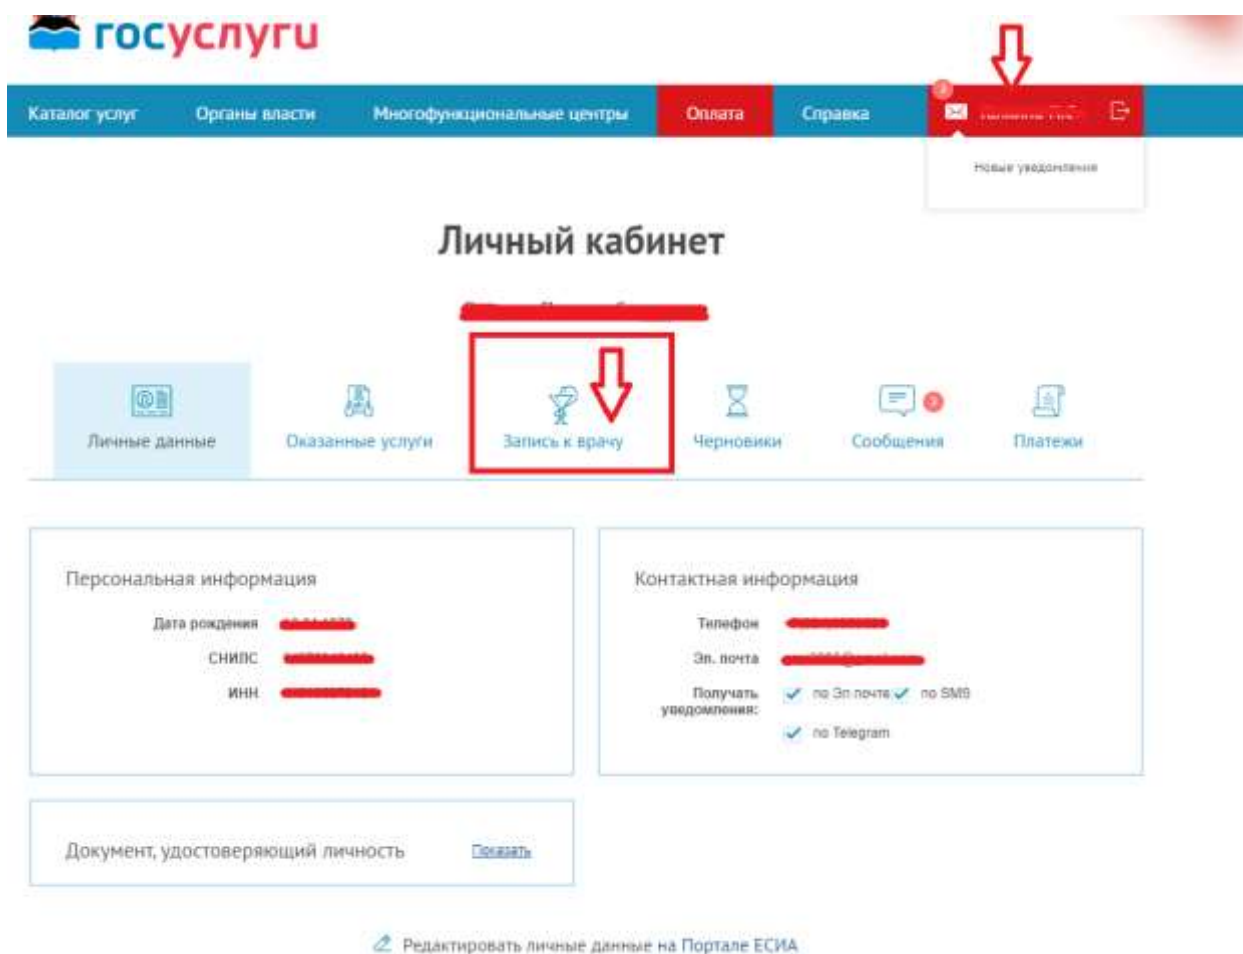 госуслуги
Каталог услуг Органы власти Многофункциональные центры Оплата Справка
Новые уведомления
Личный кабинет
Личные данные Оказанные услуги Запись к врачу Черновики Сообщения Платежи
Персональная информация
Дата рождения
СНИЛС
ИНН
Контактная информация
Телефон
Эл. почта
Получать уведомления: по Эл почте по SMS
по Telegram
Документ, удостоверяющий личность Показать
Редактировать личные данные на Портале ЕСИА